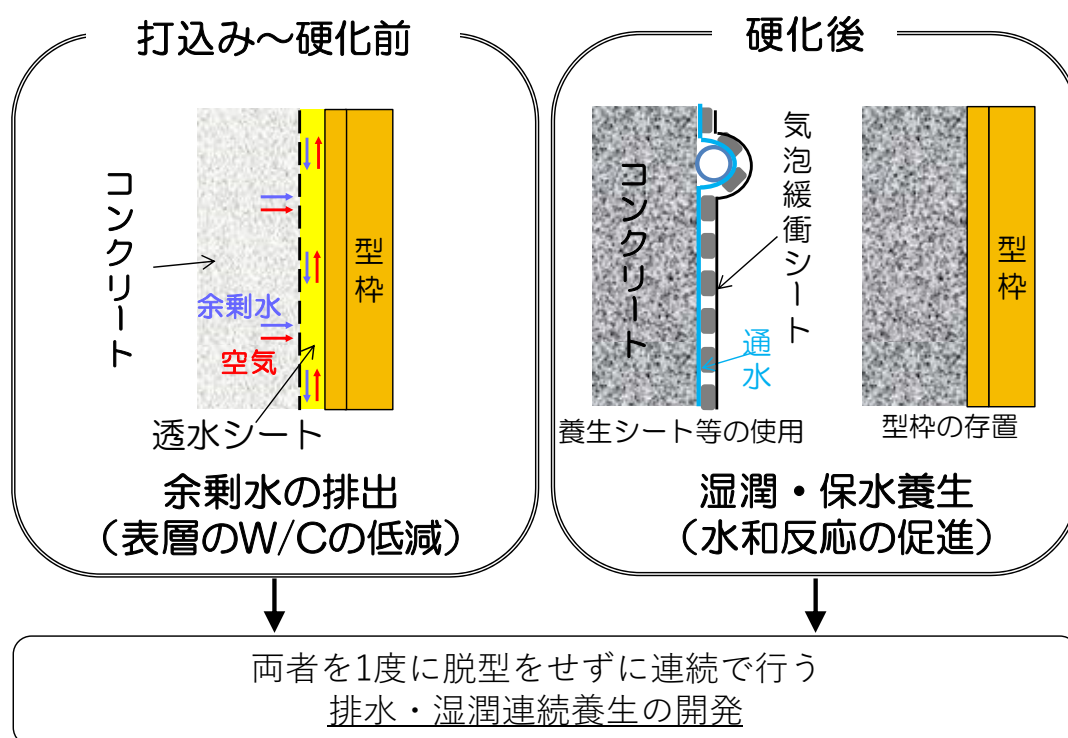 打込み~硬化前
コンクリート
余剰水
空気
型枠
透水シート
余剰水の排出
(表層のW/Cの低減)
硬化後
コンクリート
気泡緩衝シート
通水
養生シート等の使用
型枠
型枠の存置
湿潤・保水養生
(水和反応の促進)
両者を1度に脱型をせずに連続で行う
排水・湿潤連続養生の開発